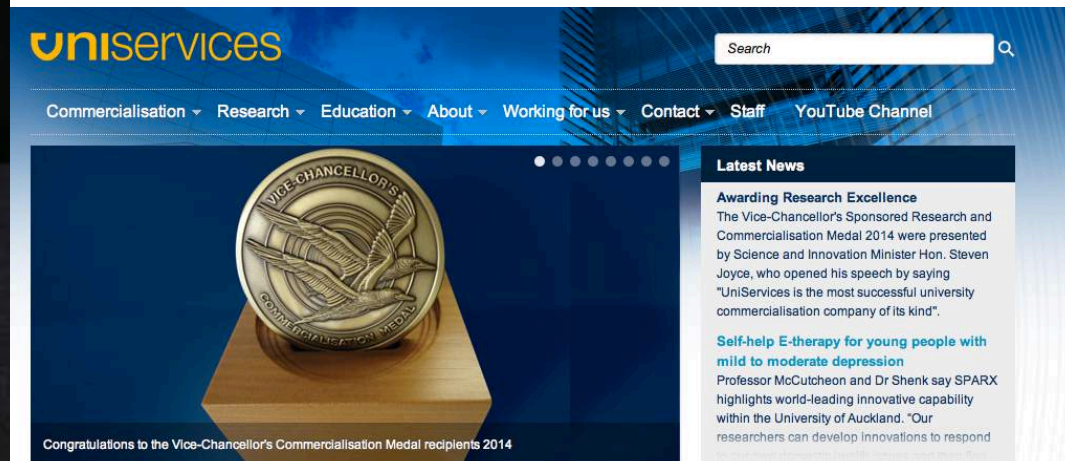 UNISERVICES
Search
Commercialisation Research Education About Working for us Contact Staff YouTube Channel
VICE-CHANCELLOR'S
COMMERCIALISATION MEDAL
Congratulations to the Vice-Chancellor's Commercialisation Medal recipients 2014
Latest News
Awarding Research Excellence
The Vice-Chancellor's Sponsored Research and
Commercialisation Medal 2014 were presented
by Science and Innovation Minister Hon. Steven
Joyce, who opened his speech by saying
"UniServices is the most successful university
commercialisation company of its kind".
Self-help E-therapy for young people with
mild to moderate depression
Professor McCutcheon and Dr Shenk say SPARX
highlights world-leading innovative capability
within the University of Auckland. "Our
researchers can develop innovations to respond